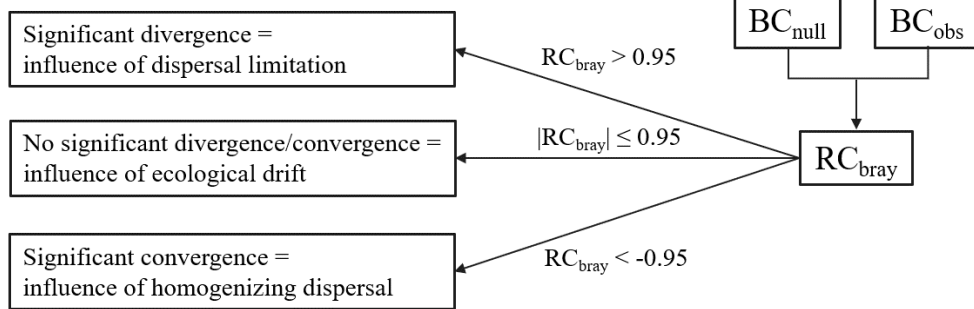 BC_null
BC_obs
Significant divergence =
influence of dispersal limitation
RC_bray > 0.95
No significant divergence/convergence =
influence of ecological drift
|RC_bray| ≤ 0.95
RC_bray
Significant convergence =
influence of homogenizing dispersal
RC_bray < -0.95